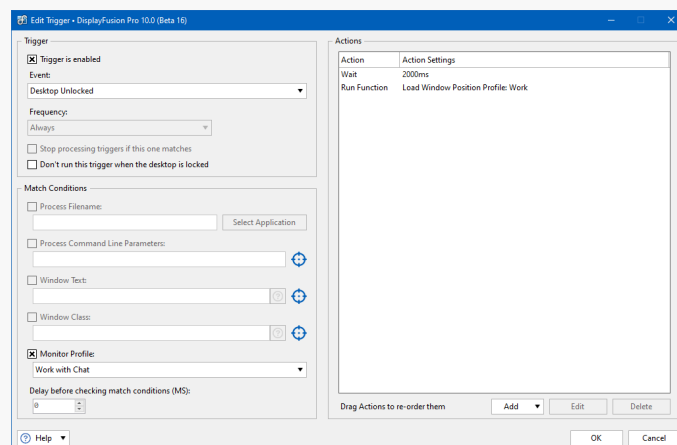 Edit Trigger • DisplayFusion Pro 10.0 (Beta 16)
Trigger
Trigger is enabled
Event:
Desktop Unlocked
Frequency:
Always
Stop processing triggers if this one matches
Don't run this trigger when the desktop is locked
Match Conditions
Process Filename:
Select Application
Process Command Line Parameters:
Window Text:
Window Class:
Monitor Profile:
Work with Chat
Delay before checking match conditions (MS):
0
Help
Actions
Action Action Settings
Wait 2000ms
Run Function Load Window Position Profile: Work
Drag Actions to re-order them Add Edit Delete
OK Cancel